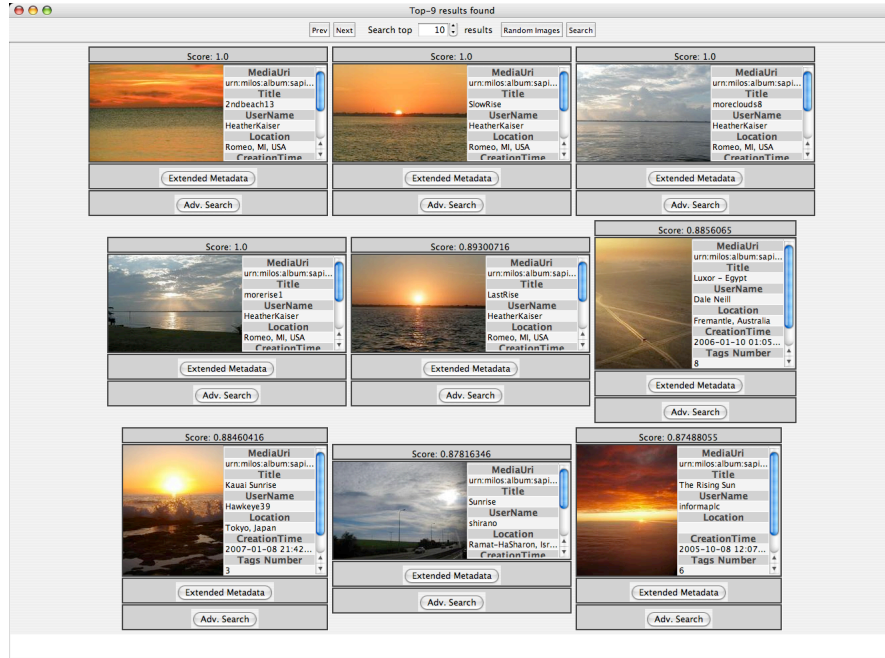 Top-9 results found
Prev Next Search top 10 results Random Images Search
Score: 1.0
MediaUri
urn:milos:album:sapi...
Title
2ndbeach13
UserName
HeatherKaiser
Location
Romeo, MI, USA
CreationTime
Extended Metadata
Adv. Search
Score: 1.0
MediaUri
urn:milos:album:sapi...
Title
SlowRise
UserName
HeatherKaiser
Location
Romeo, MI, USA
CreationTime
Extended Metadata
Adv. Search
Score: 1.0
MediaUri
urn:milos:album:sapi...
Title
moreclouds8
UserName
HeatherKaiser
Location
Romeo, MI, USA
CreationTime
Extended Metadata
Adv. Search
Score: 1.0
MediaUri
urn:milos:album:sapi...
Title
morerise1
UserName
HeatherKaiser
Location
Romeo, MI, USA
CreationTime
Extended Metadata
Adv. Search
Score: 0.89300716
MediaUri
urn:milos:album:sapi...
Title
LastRise
UserName
HeatherKaiser
Location
Romeo, MI, USA
CreationTime
Extended Metadata
Adv. Search
Score: 0.8856065
MediaUri
urn:milos:album:sapi...
Title
Luxor - Egypt
UserName
Dale Neill
Location
Fremantle, Australia
CreationTime
2006-01-10 01:05...
Tags Number
8
Extended Metadata
Adv. Search
Score: 0.88460416
MediaUri
urn:milos:album:sapi...
Title
Kauai Sunrise
UserName
Hawkeye39
Location
Tokyo, Japan
CreationTime
2007-01-08 21:42...
Tags Number
3
Extended Metadata
Adv. Search
Score: 0.87816346
MediaUri
urn:milos:album:sapi...
Title
Sunrise
UserName
shirano
Location
Ramat-HaSharon, Isr...
CreationTime
Extended Metadata
Adv. Search
Score: 0.87488055
MediaUri
urn:milos:album:sapi...
Title
The Rising Sun
UserName
informaplc
Location
CreationTime
2005-10-08 12:07...
Tags Number
6
Extended Metadata
Adv. Search